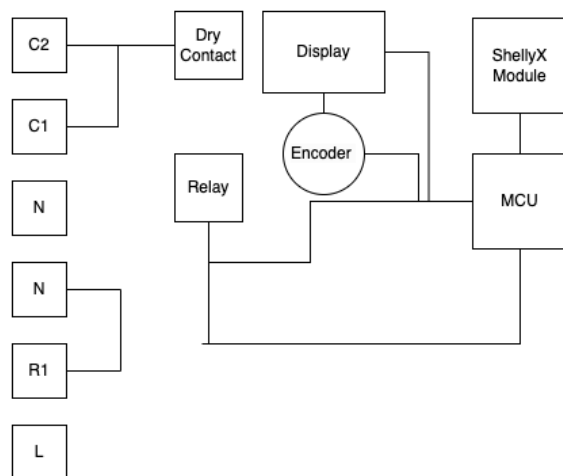 C2
Dry
Contact
Display
ShellyX
Module
C1
Encoder
N
Relay
MCU
N
R1
L